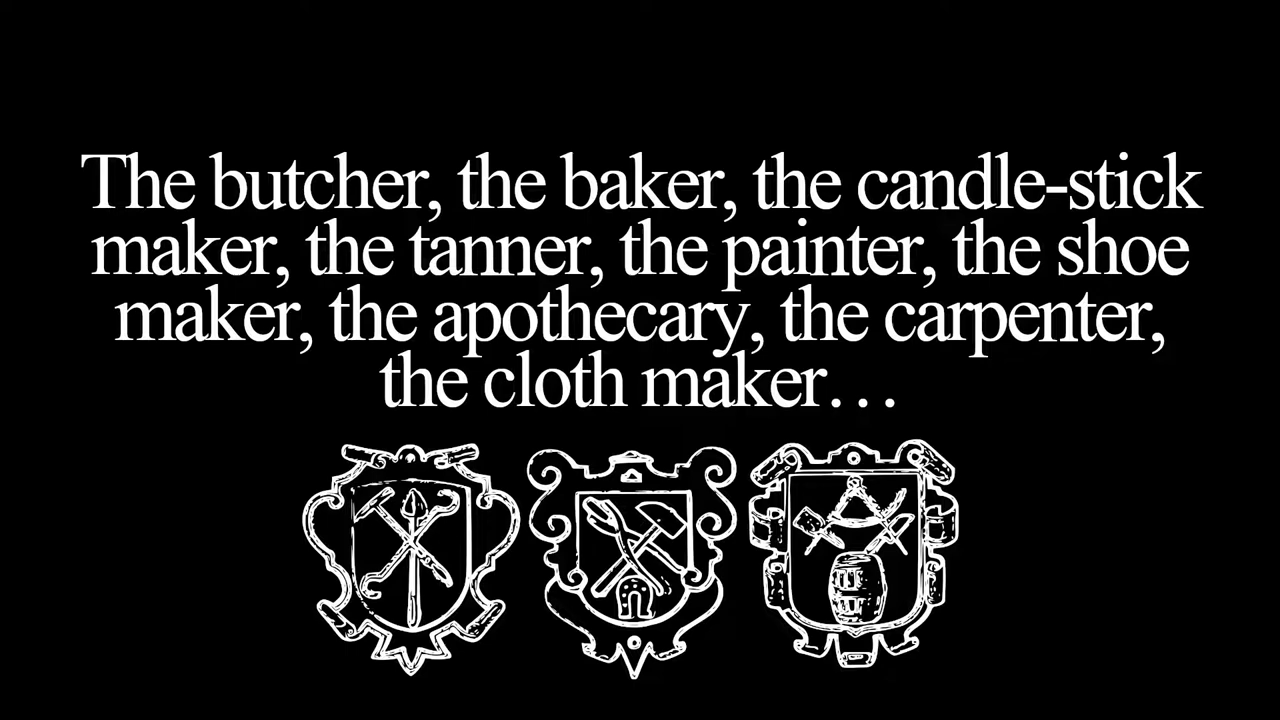 The butcher, the baker, the candle-stick
maker, the tanner, the painter, the shoe
maker, the apothecary, the carpenter,
the cloth maker…